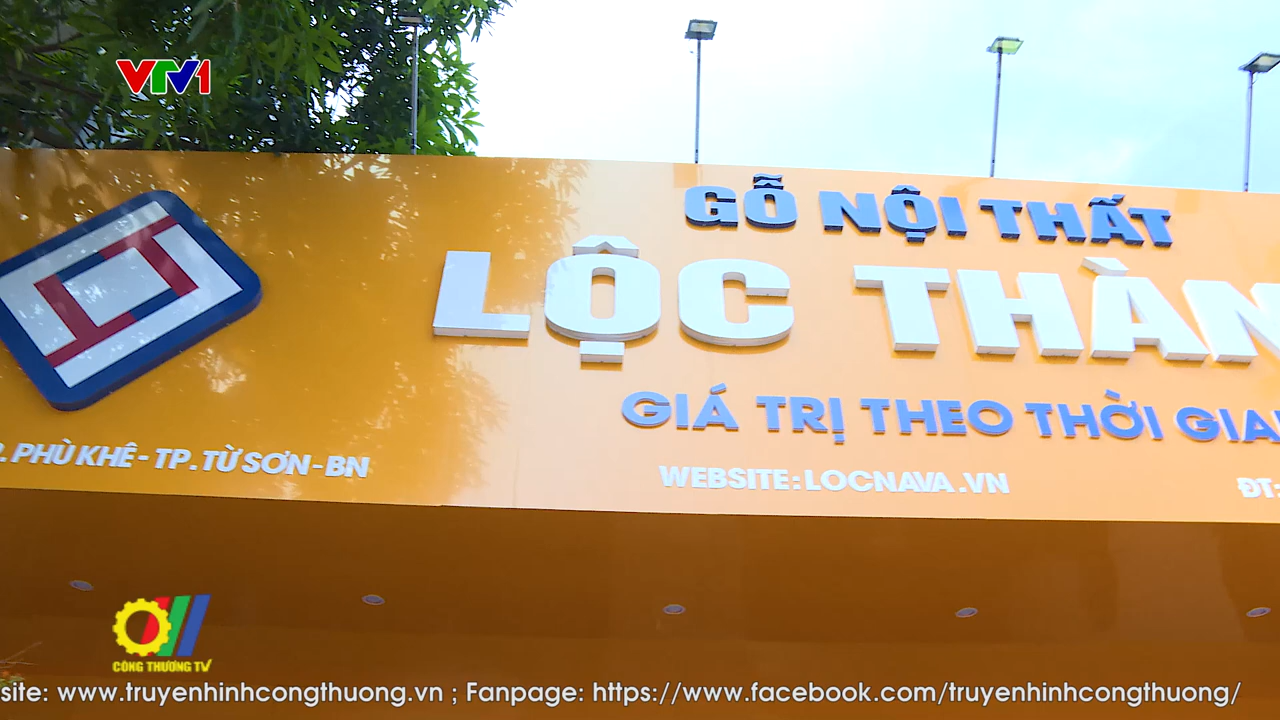 VTV1
GỖ NỘI THẤT
LỘC THÀN
GIÁ TRỊ THEO THỜI GIA
P. PHÙ KHÊ - TP. TỪ SƠN - BN
WEBSITE: LOCNAVA.VN
ĐT:
CÔNG THƯƠNG TV
site: www.truyenhinhcongthuong.vn ; Fanpage: https://www.facebook.com/truyenhinhcongthuong/